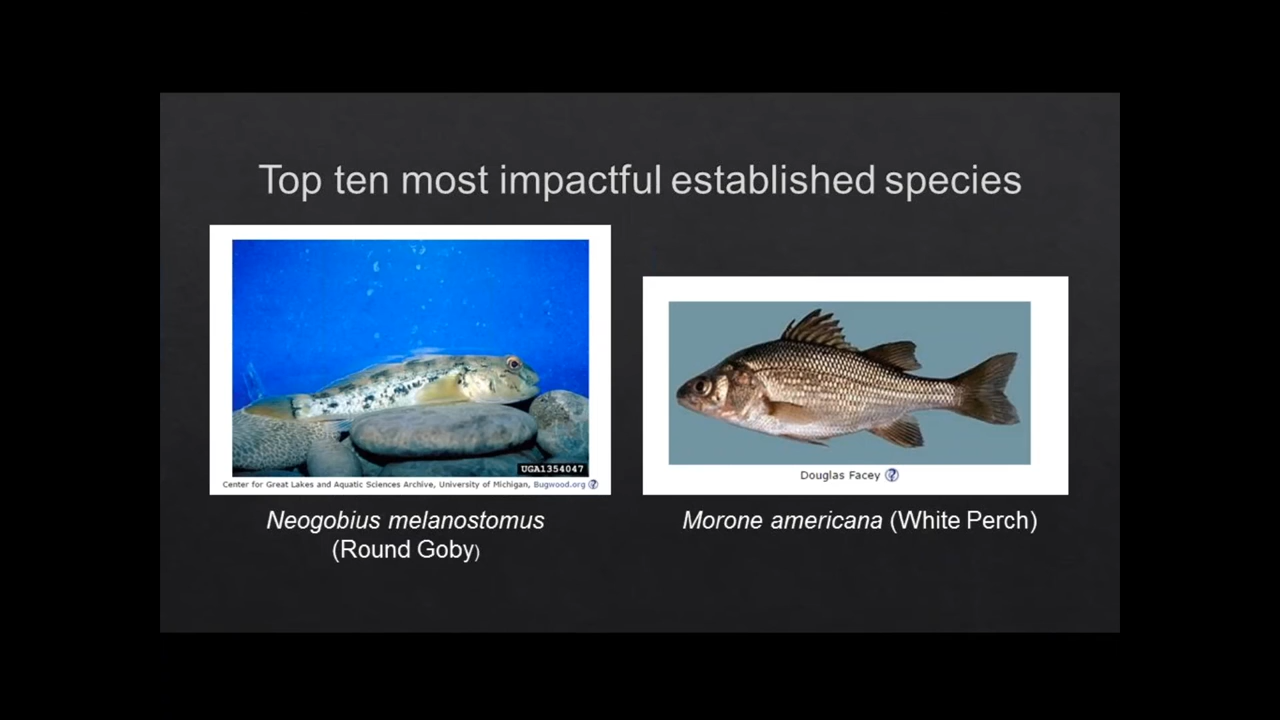 Top ten most impactful established species
UGA1354047
Center for Great Lakes and Aquatic Sciences Archive, University of Michigan, Bugwood.org ?
Douglas Facey ?
Neogobius melanostomus
(Round Goby)
Morone americana (White Perch)